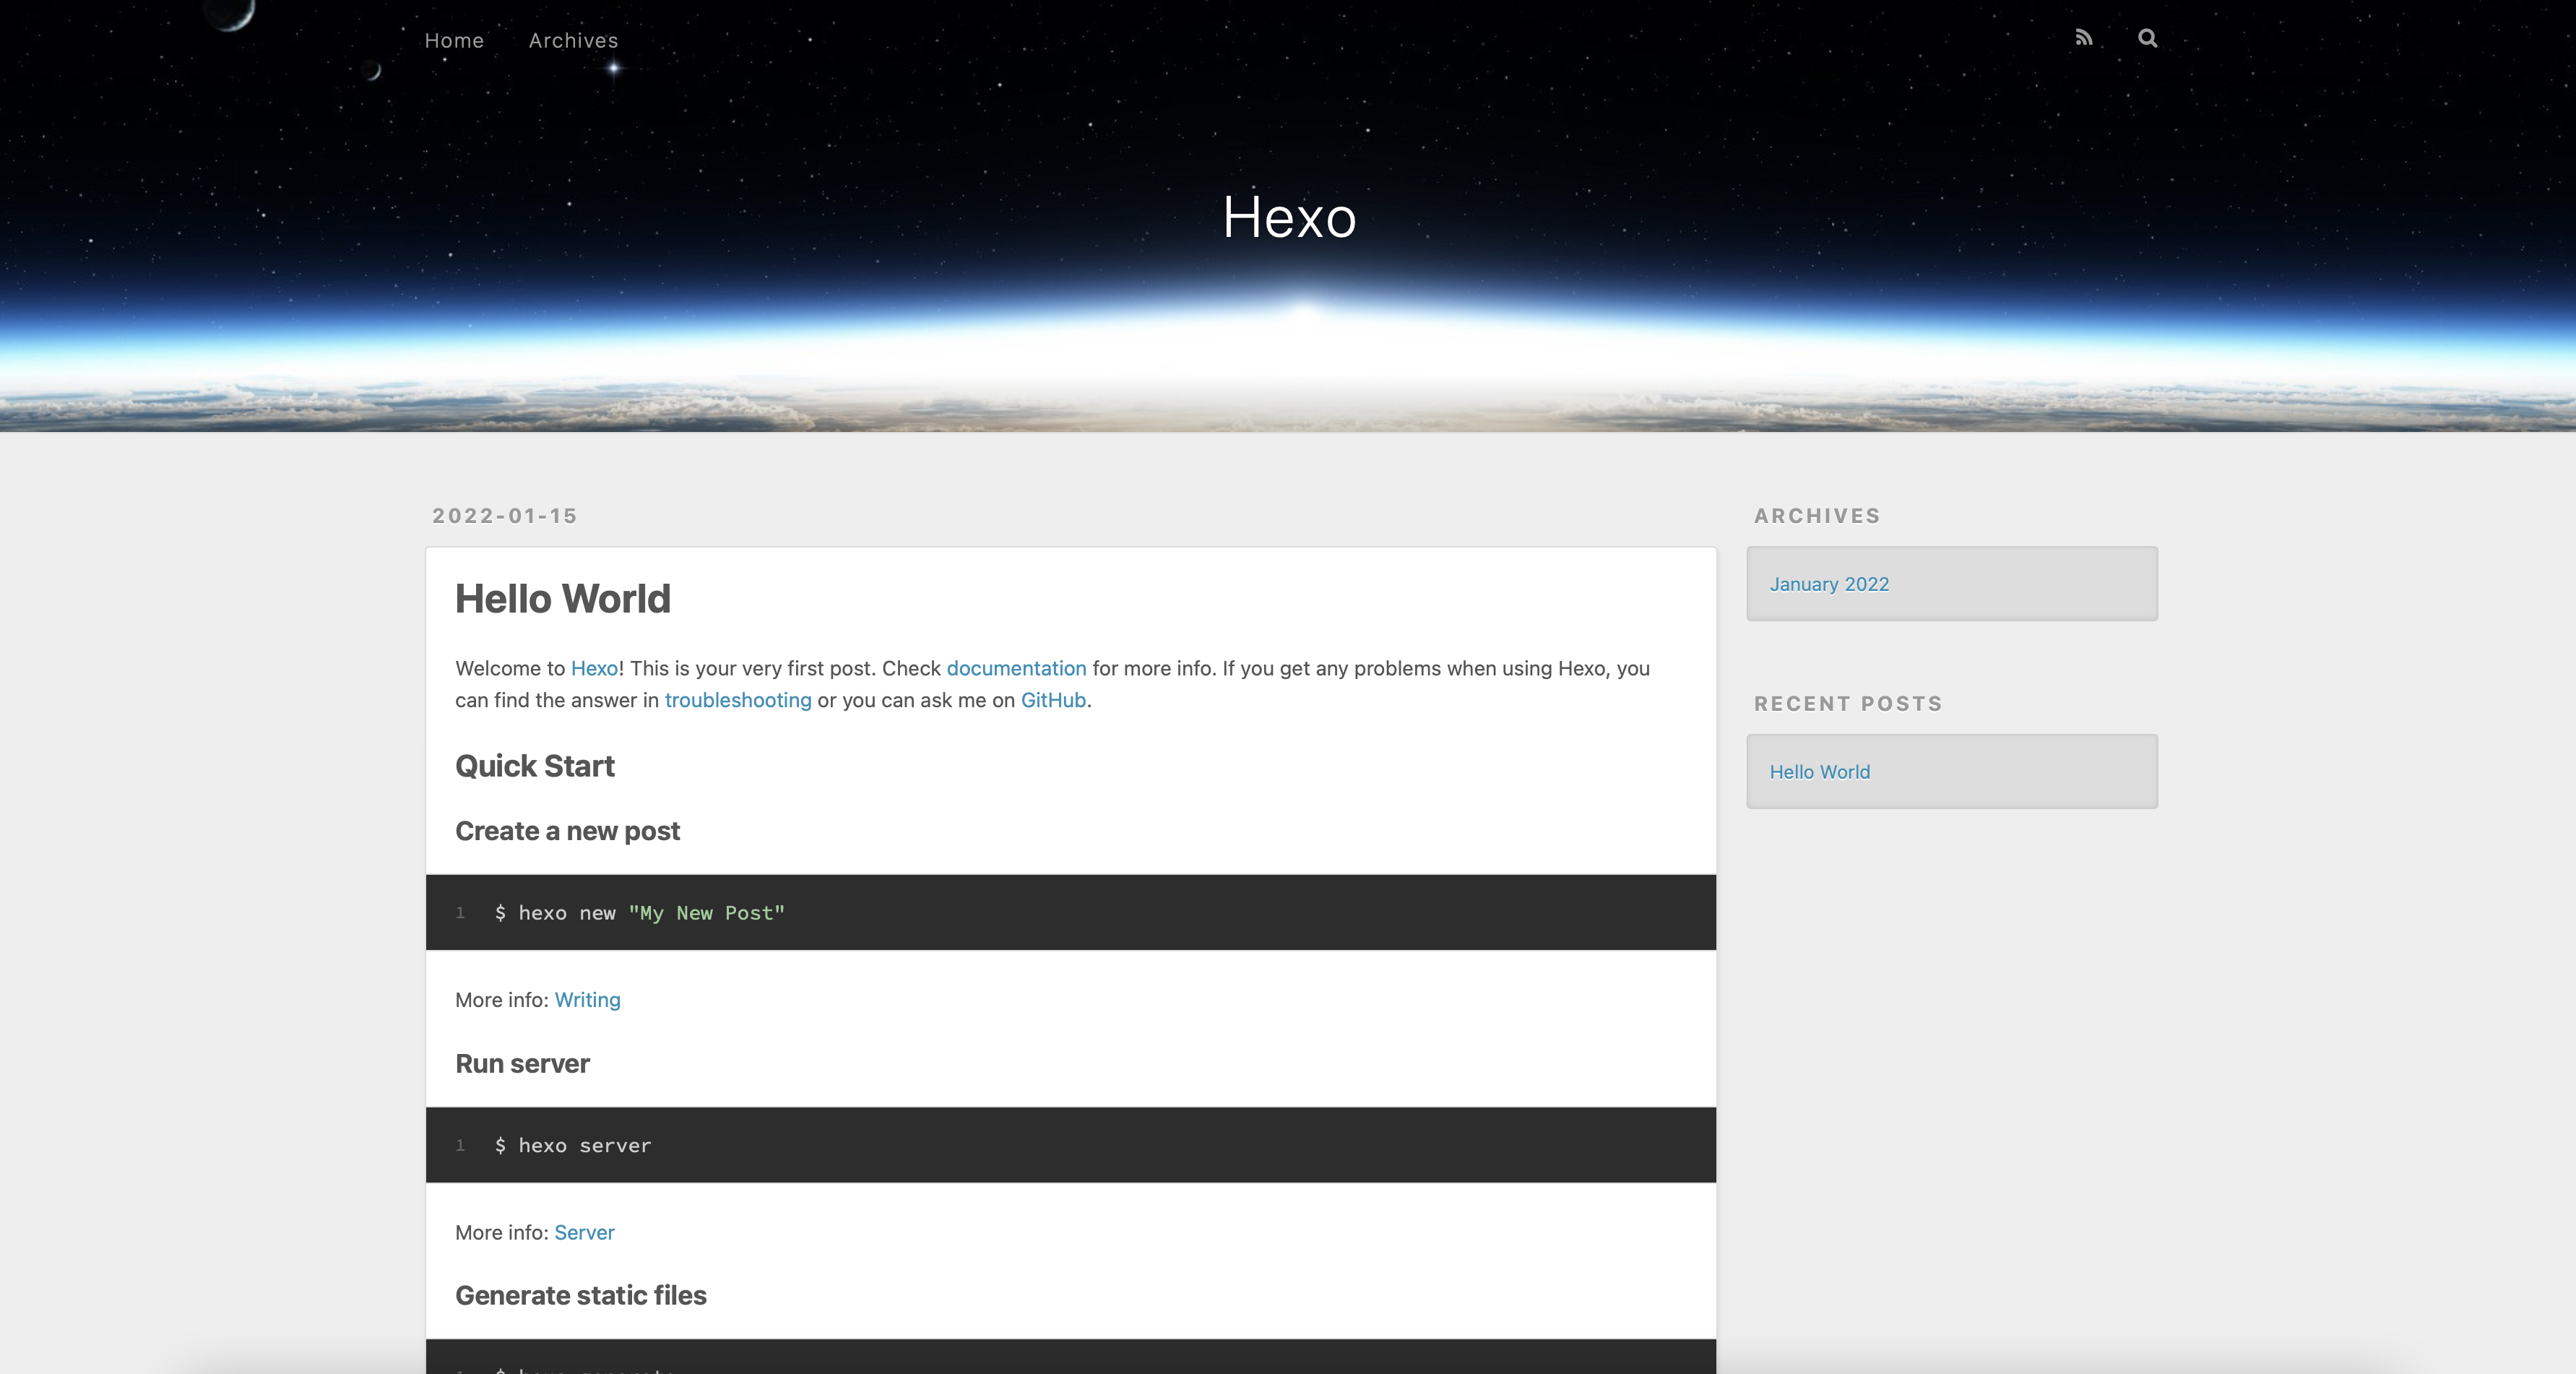 Home Archives
Hexo
2022-01-15
Hello World
Welcome to Hexo! This is your very first post. Check documentation for more info. If you get any problems when using Hexo, you
can find the answer in troubleshooting or you can ask me on GitHub.
Quick Start
Create a new post
1 $ hexo new "My New Post"
More info: Writing
Run server
1 $ hexo server
More info: Server
Generate static files
ARCHIVES
January 2022
RECENT POSTS
Hello World